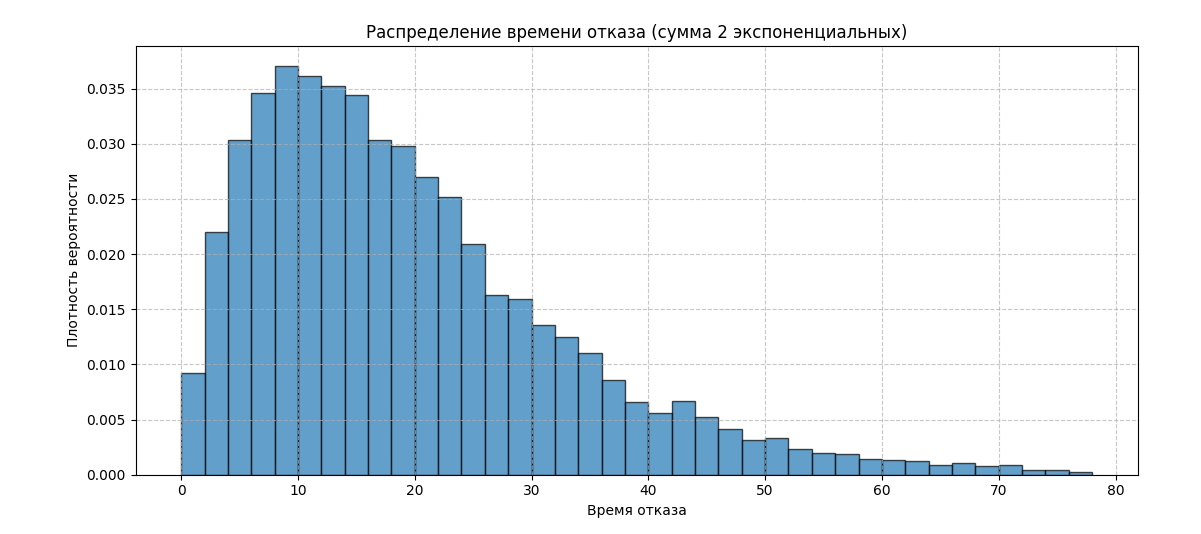 Распределение времени отказа (сумма 2 экспоненциальных)
Плотность вероятности
0.035
0.030
0.025
0.020
0.015
0.010
0.005
0.000
0 10 20 30 40 50 60 70 80
Время отказа